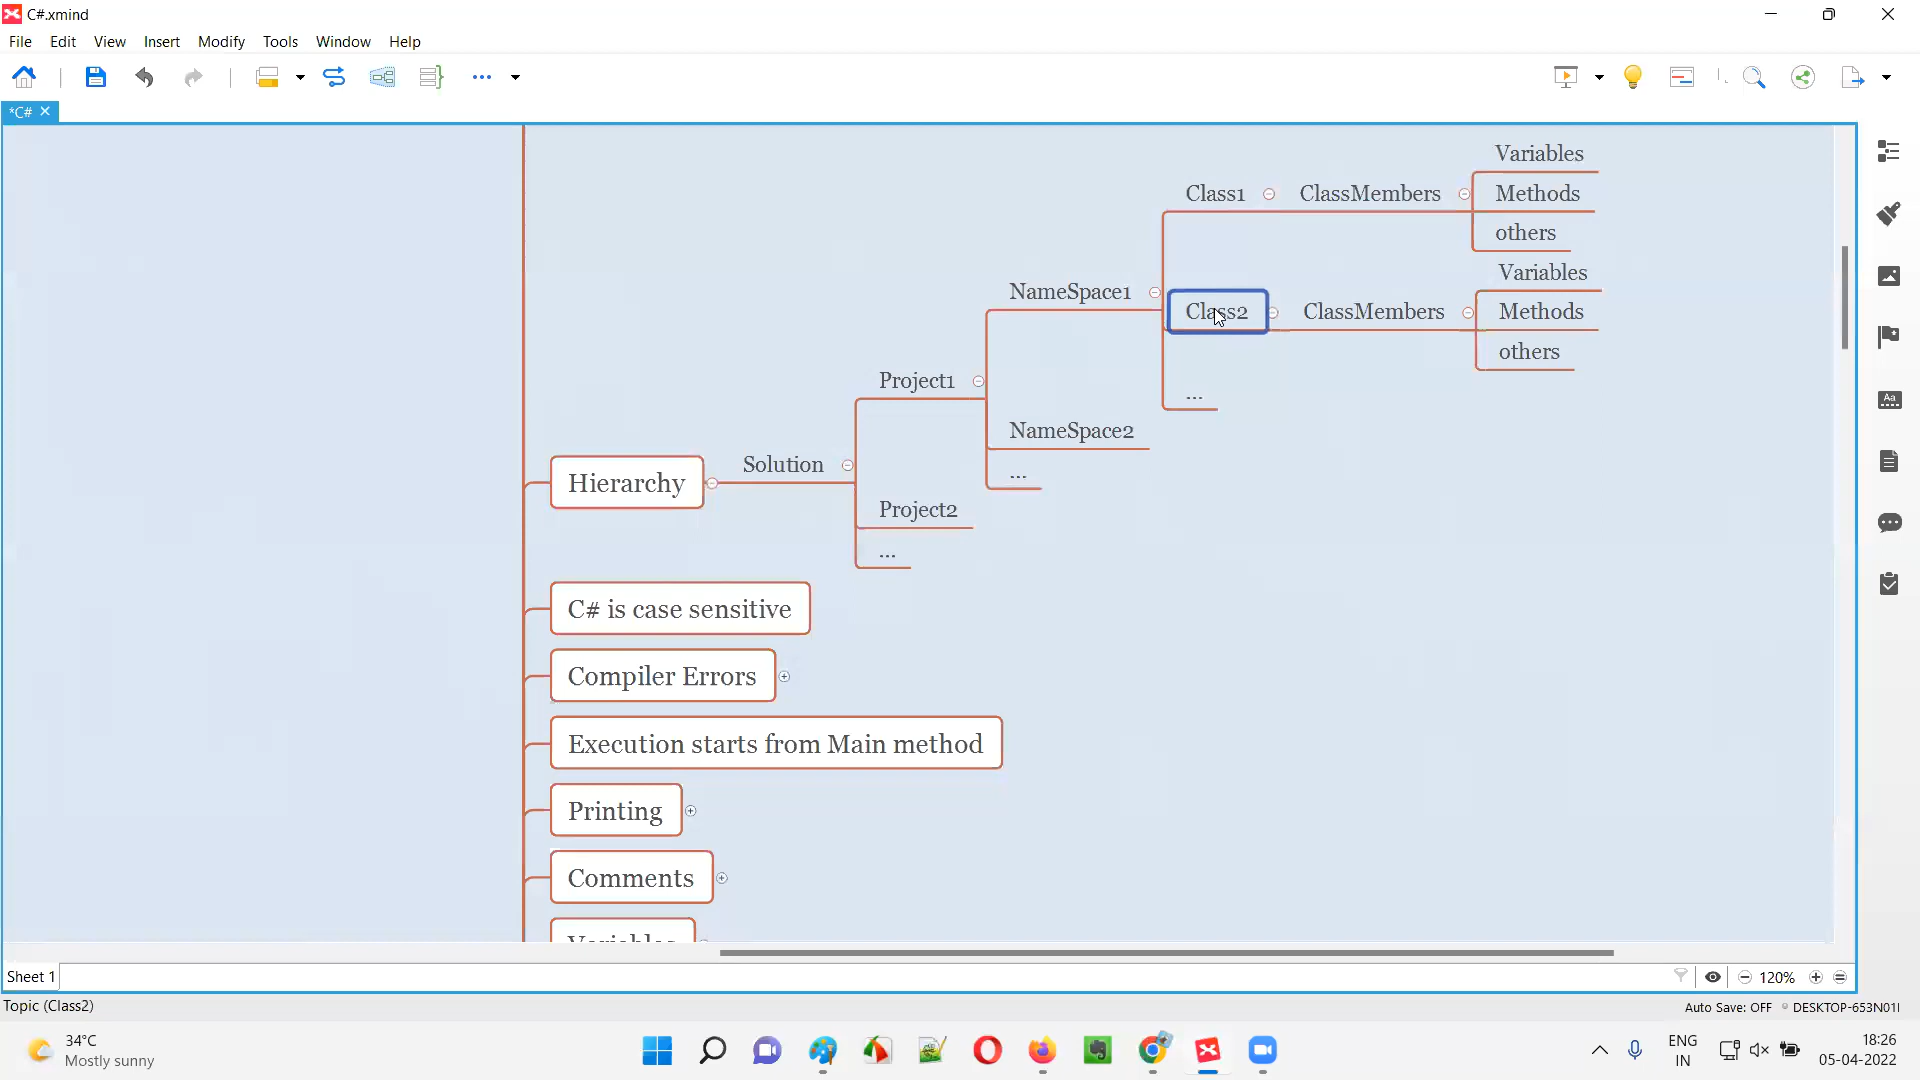 C#.xmind
File Edit View Insert Modify Tools Window Help
*C#
Variables
Class1 ClassMembers Methods
others
Variables
NameSpace1
Class2 ClassMembers Methods
others
Project1
...
NameSpace2
Solution
Hierarchy
...
Project2
...
C# is case sensitive
Compiler Errors
Execution starts from Main method
Printing
Comments
Variables
Sheet 1
120%
Topic (Class2)
Auto Save: OFF DESKTOP-653N01I
34°C
Mostly sunny
ENG
IN
18:26
05-04-2022